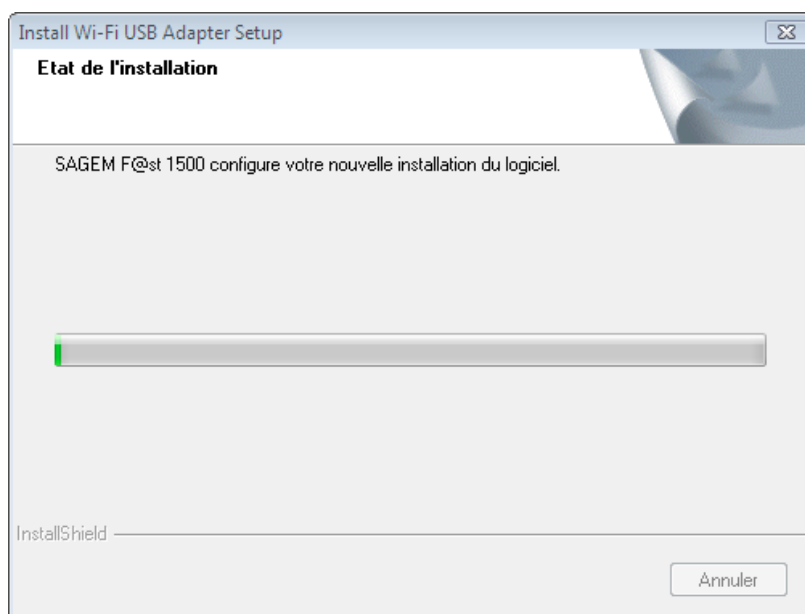 Install Wi-Fi USB Adapter Setup
Etat de l'installation
SAGEM F@st 1500 configure votre nouvelle installation du logiciel.
InstallShield
Annuler